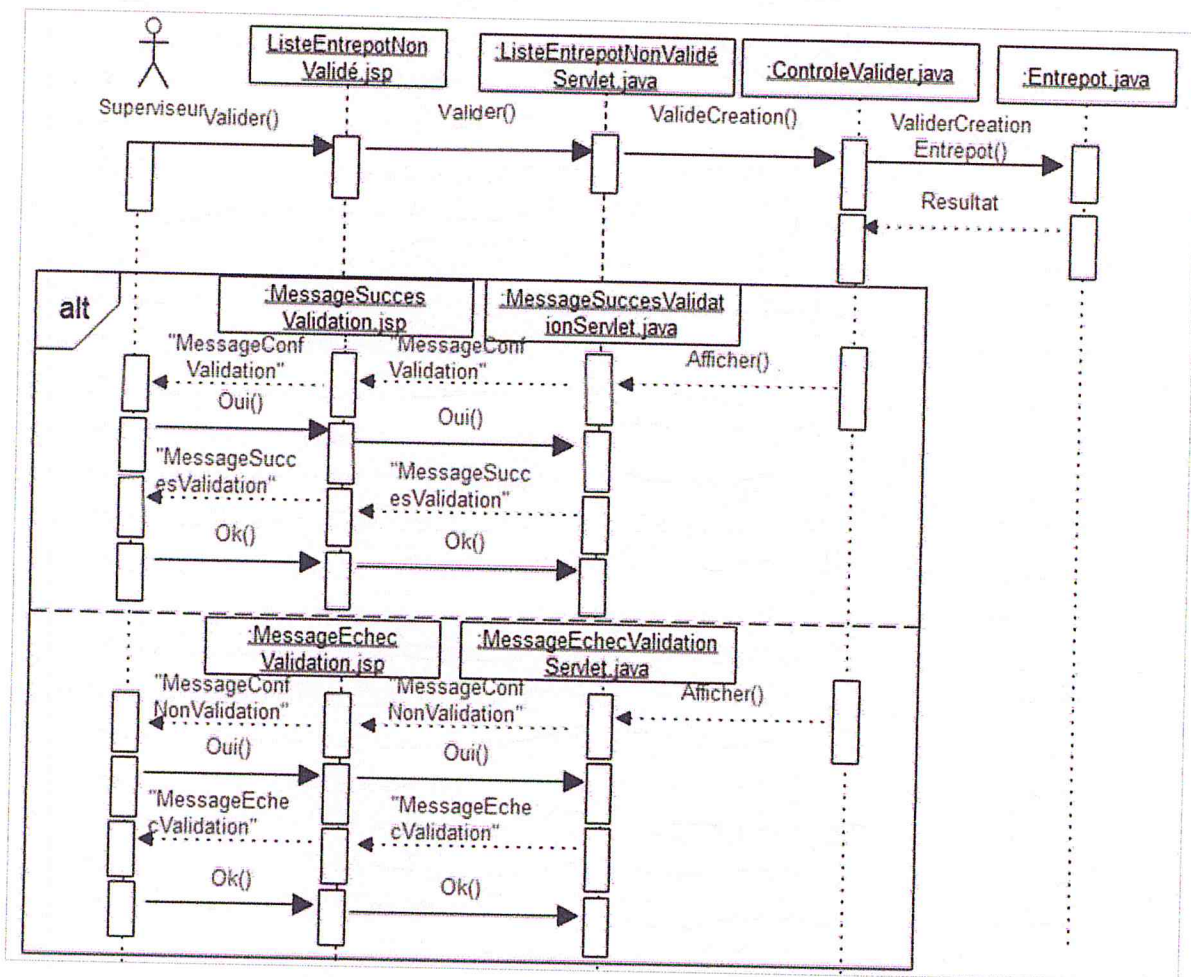 ListeEntrepotNon
Validé.jsp
:ListeEntrepotNonValidé
Servlet.java
:ControleValider.java
:Entrepot.java
Superviseur
Valider()
Valider()
ValideCreation()
ValiderCreation
Entrepot()
Resultat
alt
:MessageSucces
Validation.jsp
:MessageSuccesValidat
ionServlet.java
"MessageConf
Validation"
"MessageConf
Validation"
Afficher()
Oui()
Oui()
"MessageSucc
esValidation"
"MessageSucc
esValidation"
Ok()
Ok()
:MessageEchec
Validation.jsp
:MessageEchecValidation
Servlet.java
"MessageConf
NonValidation"
"MessageConf
NonValidation"
Afficher()
Oui()
Oui()
"MessageEche
cValidation"
"MessageEche
cValidation"
Ok()
Ok()